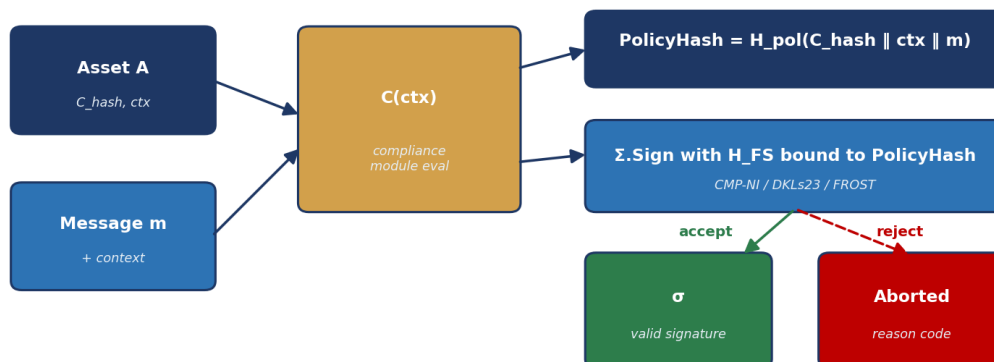 Asset A
C_hash, ctx
Message m
+ context
C(ctx)
compliance
module eval
PolicyHash = H_pol(C_hash ∥ ctx ∥ m)
Σ.Sign with H_FS bound to PolicyHash
CMP-NI / DKLs23 / FROST
accept
reject
σ
valid signature
Aborted
reason code